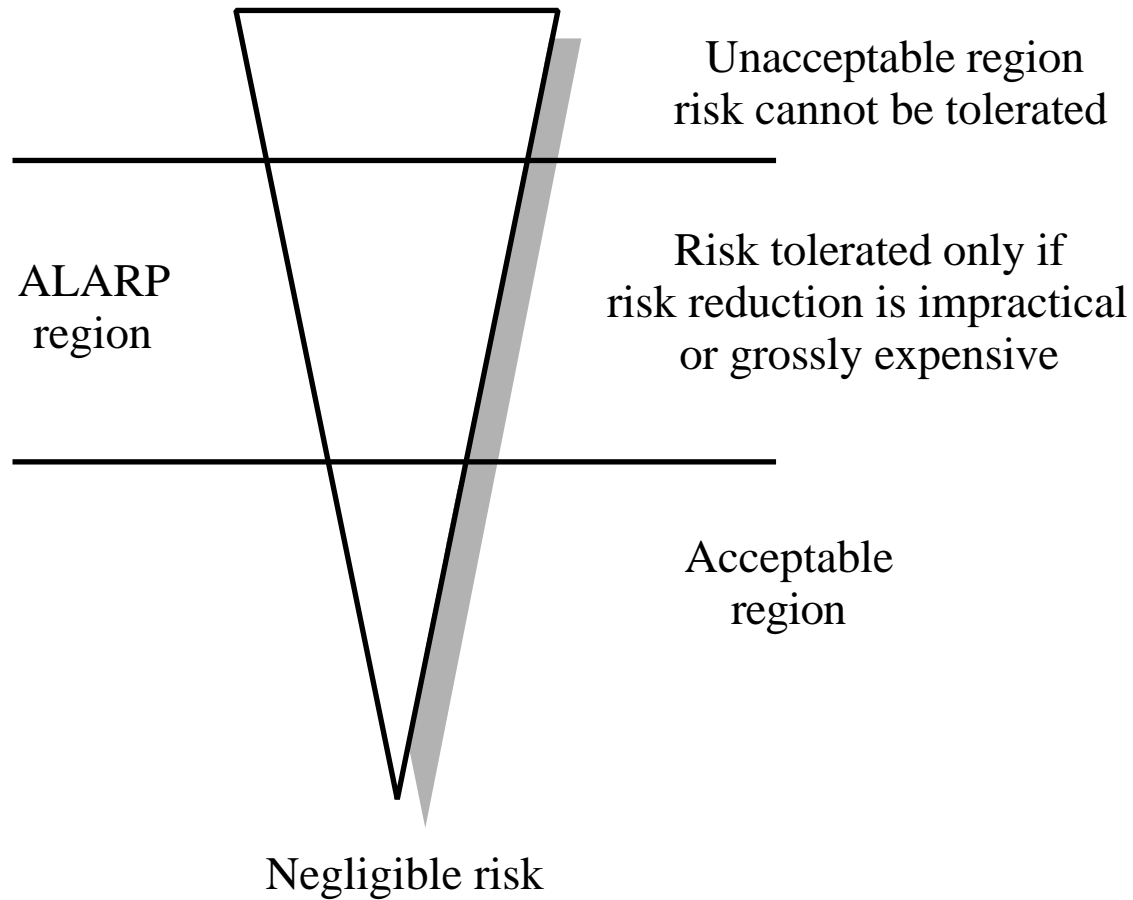 Unacceptable region
risk cannot be tolerated
ALARP
region
Risk tolerated only if
risk reduction is impractical
or grossly expensive
Acceptable
region
Negligible risk